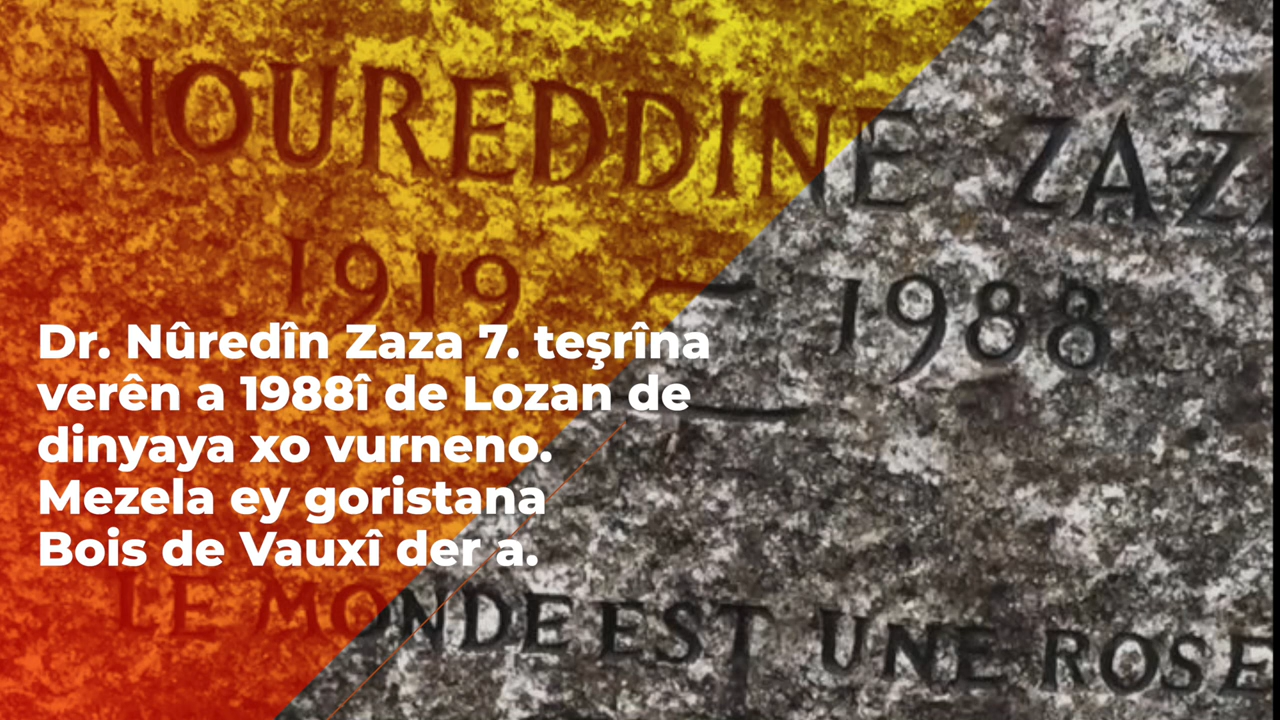 NOUREDDINE ZAZA
1919 — 1988
Dr. Nûredîn Zaza 7. teşrîna
verên a 1988î de Lozan de
dinyaya xo vurneno.
Mezela ey goristana
Bois de Vauxî der a.
LE MONDE EST UNE ROSE